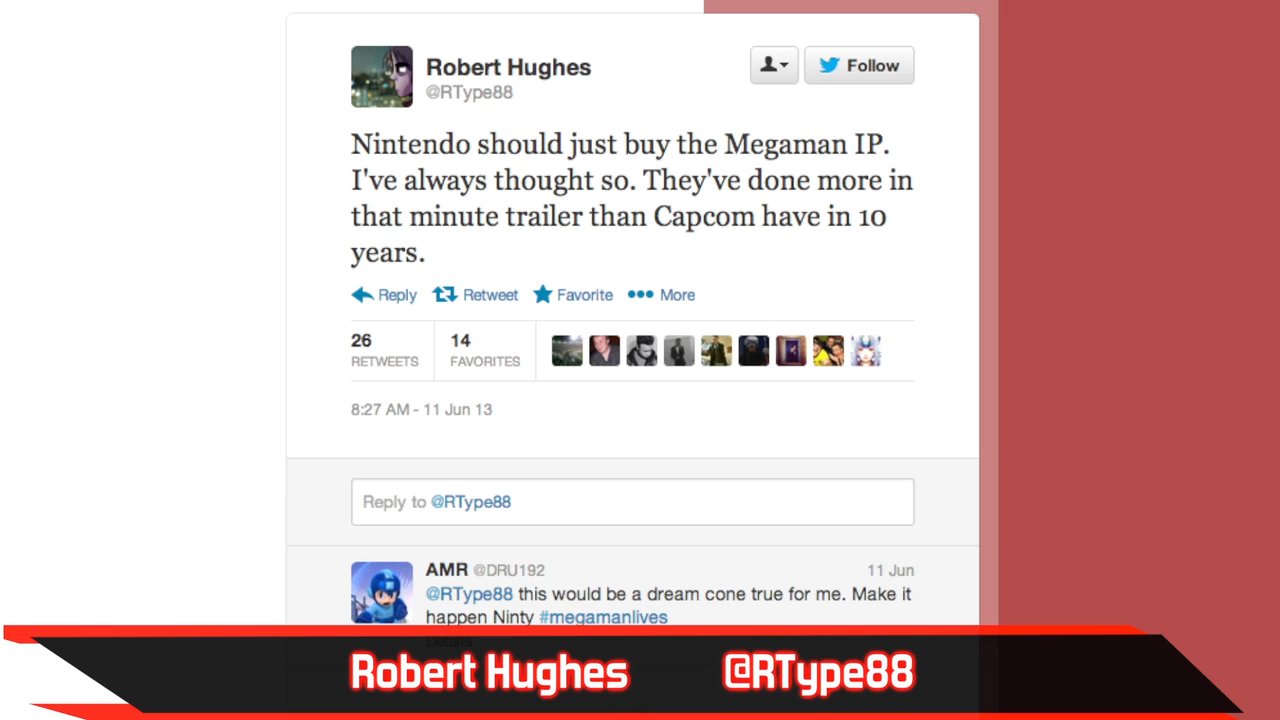 Robert Hughes
@RType88
Follow
Nintendo should just buy the Megaman IP.
I've always thought so. They've done more in
that minute trailer than Capcom have in 10
years.
Reply Retweet Favorite More
26 14
RETWEETS FAVORITES
8:27 AM - 11 Jun 13
Reply to @RType88
AMR @DRU192 11 Jun
@RType88 this would be a dream cone true for me. Make it
happen Ninty #megamanlives
Details
Robert Hughes @RType88